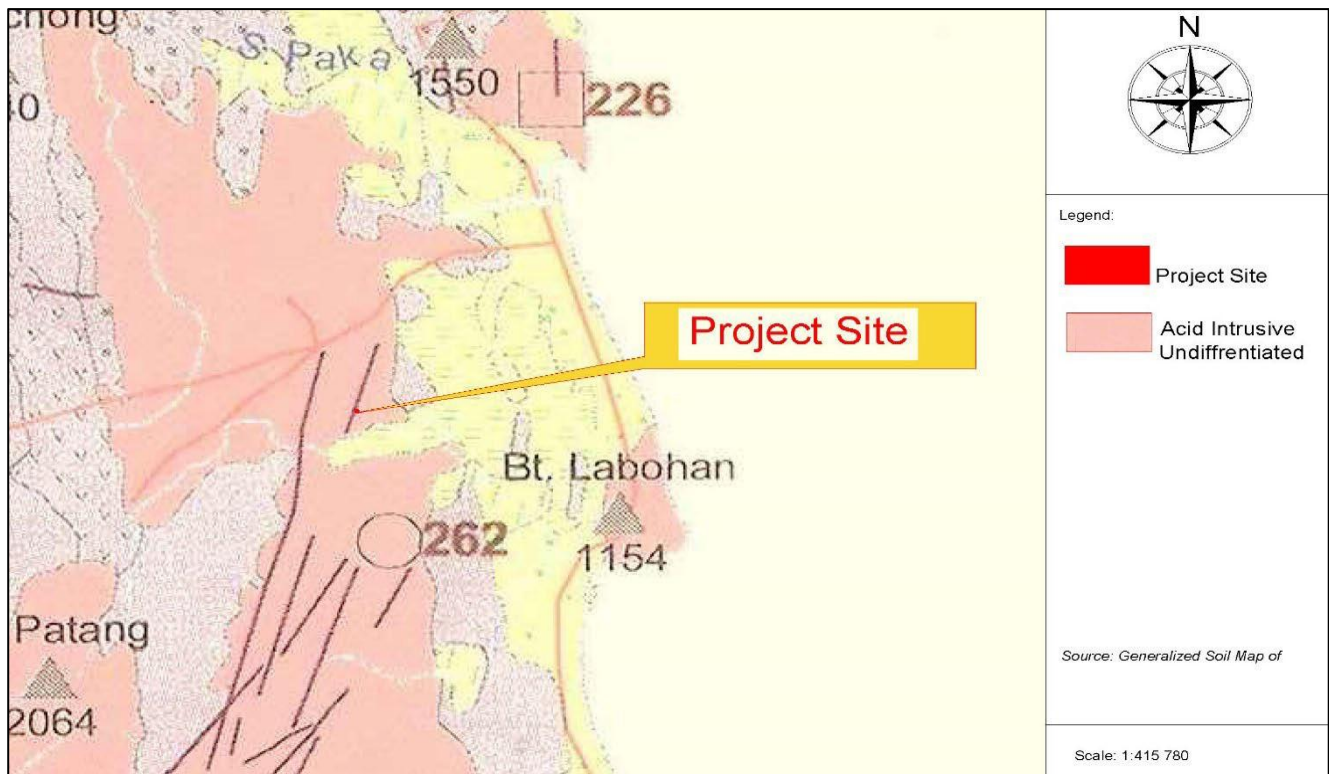 chong
S. Paka
1550
226
Project Site
Bt. Labohan
1154
262
Patang
2064
N
Legend:
Project Site
Acid Intrusive
Undiffrentiated
Source: Generalized Soil Map of
Scale: 1:415 780